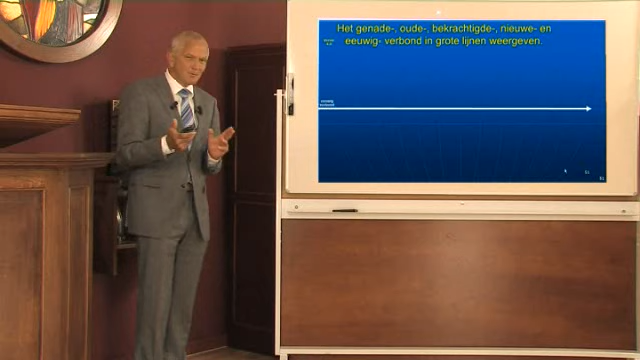 Het genade-, oude-, bekrachtigde-, nieuwe- en
eeuwig- verbond in grote lijnen weergeven.